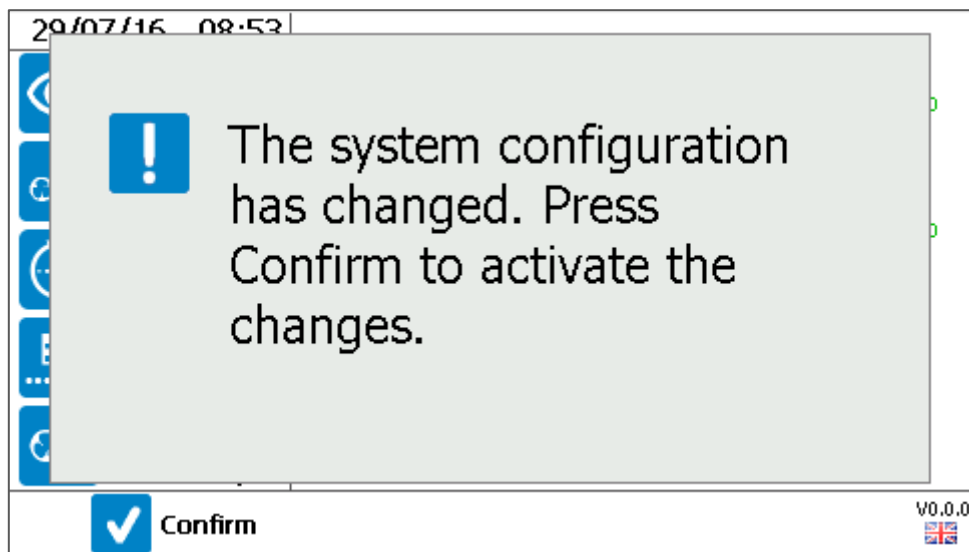 29/07/16 08:53
The system configuration
has changed. Press
Confirm to activate the
changes.
Confirm
V0.0.0